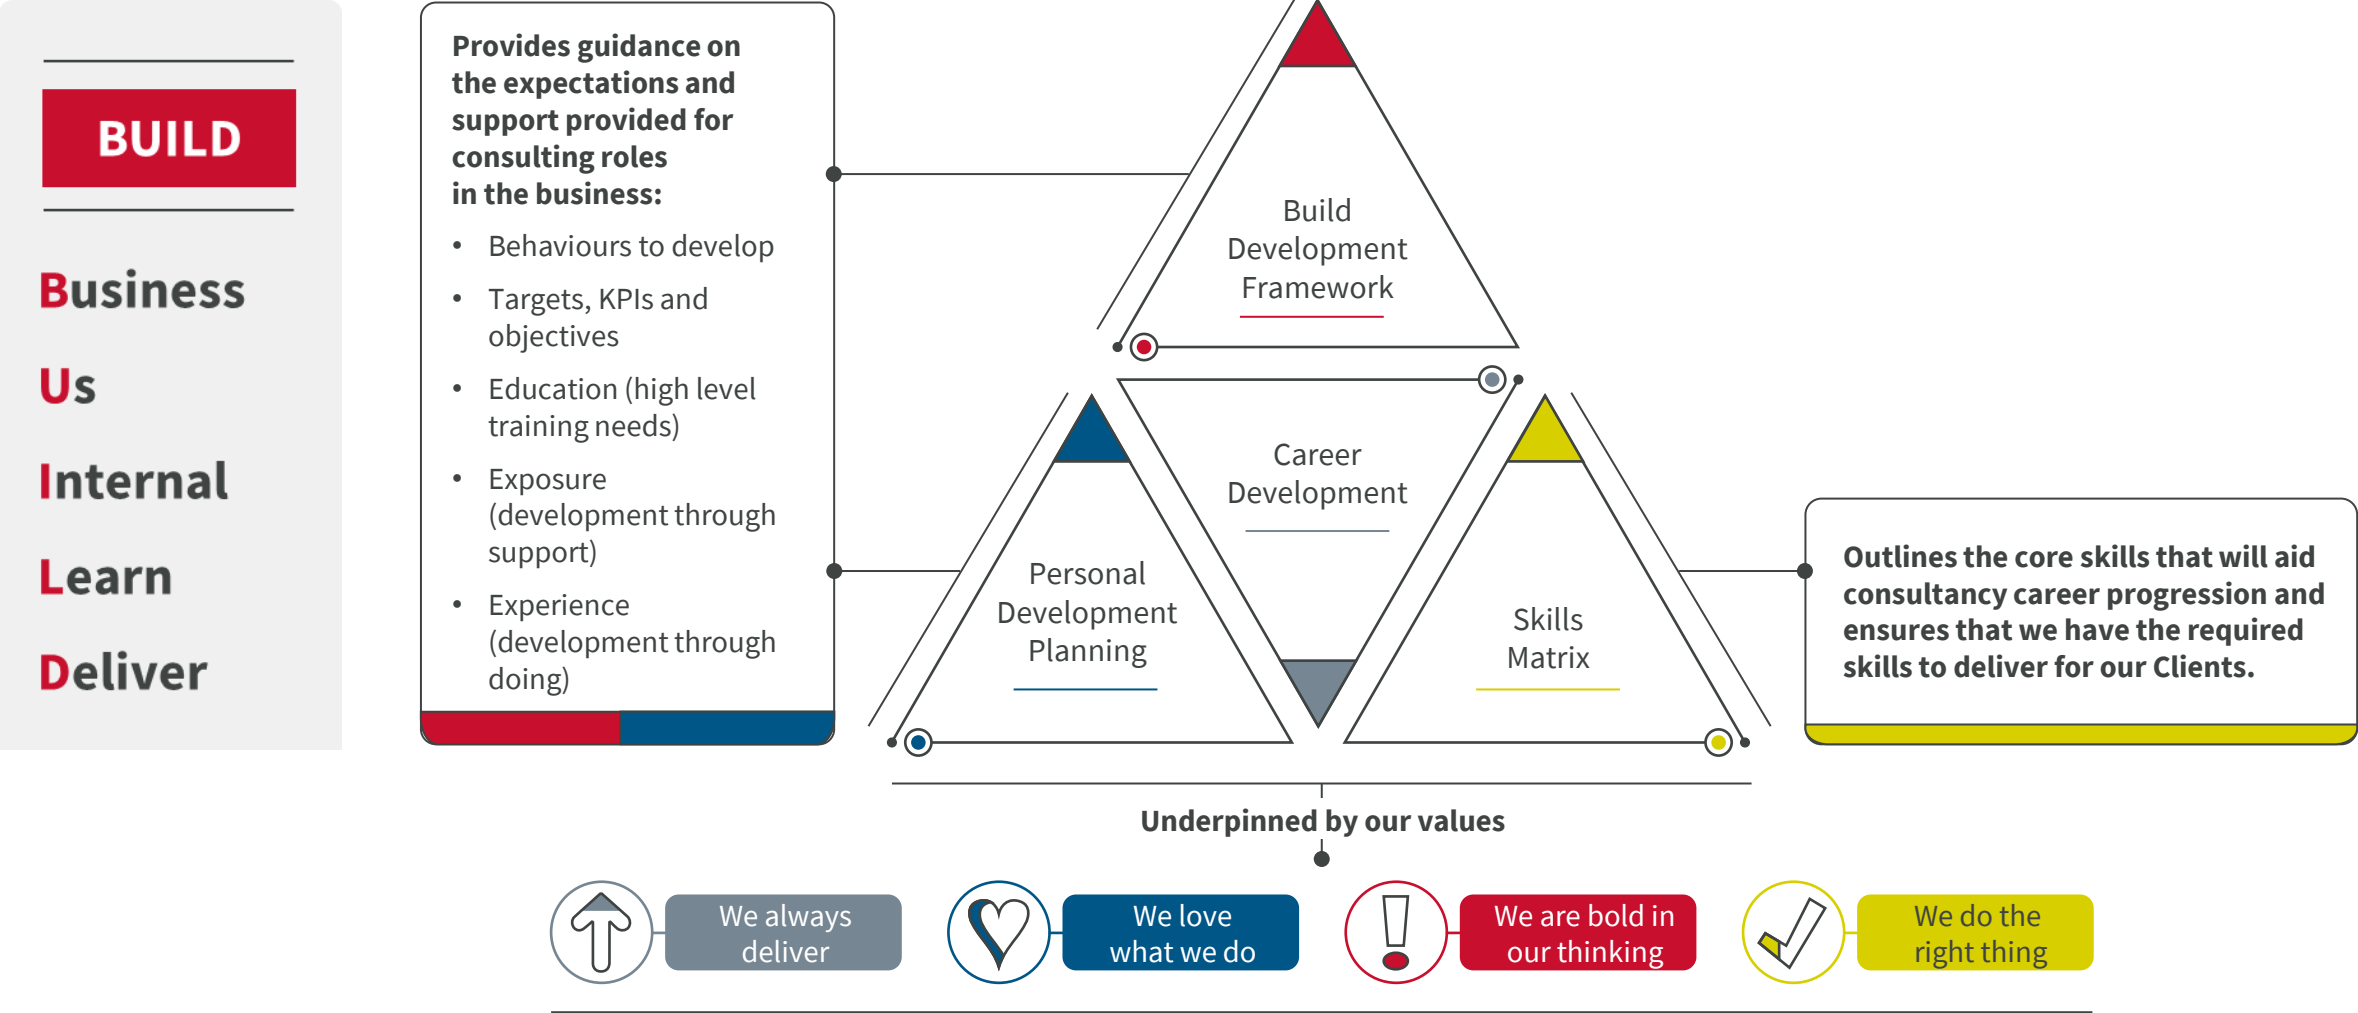 BUILD
Business
Us
Internal
Learn
Deliver
Provides guidance on
the expectations and
support provided for
consulting roles
in the business:
• Behaviours to develop
• Targets, KPIs and
objectives
• Education (high level
training needs)
• Exposure
(development through
support)
• Experience
(development through
doing)
Build
Development
Framework
Career
Development
Personal
Development
Planning
Skills
Matrix
Outlines the core skills that will aid
consultancy career progression and
ensures that we have the required
skills to deliver for our Clients.
Underpinned by our values
We always
deliver
We love
what we do
We are bold in
our thinking
We do the
right thing